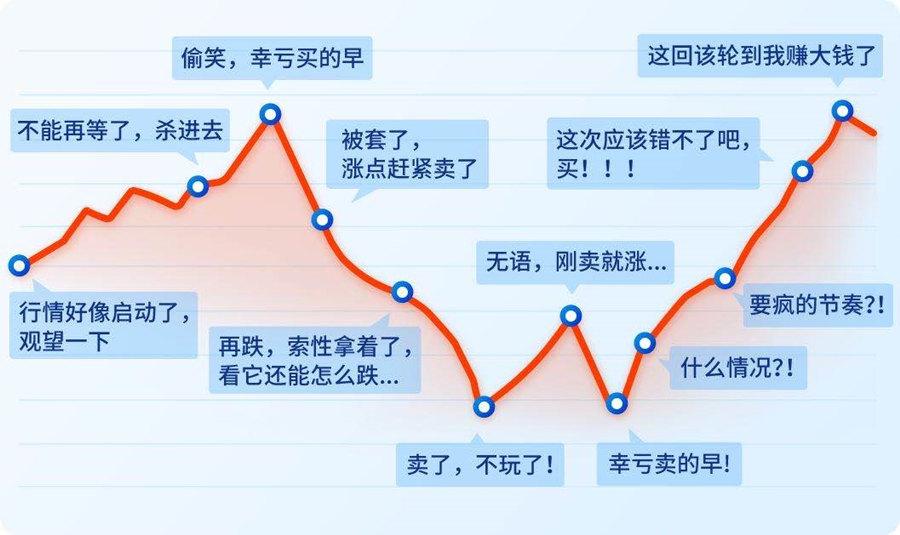 偷笑，幸亏买的早
这回该轮到我赚大钱了
不能再等了，杀进去
被套了，
涨点赶紧卖了
这次应该错不了吧，
买！！！
无语，刚卖就涨...
行情好像启动了，
观望一下
要疯的节奏?!
再跌，索性拿着了，
看它还能怎么跌...
什么情况?!
卖了，不玩了！
幸亏卖的早!